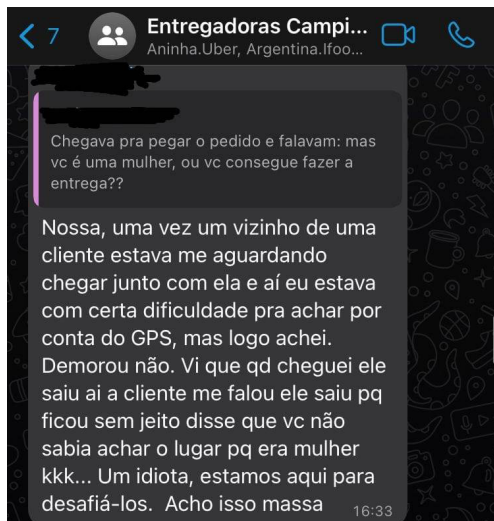 7
Entregadoras Campi...
Aninha.Uber, Argentina.Ifoo...
Chegava pra pegar o pedido e falavam: mas
vc é uma mulher, ou vc consegue fazer a
entrega??
Nossa, uma vez um vizinho de uma
cliente estava me aguardando
chegar junto com ela e aí eu estava
com certa dificuldade pra achar por
conta do GPS, mas logo achei.
Demorou não. Vi que qd cheguei ele
saiu ai a cliente me falou ele saiu pq
ficou sem jeito disse que vc não
sabia achar o lugar pq era mulher
kkk... Um idiota, estamos aqui para
desafiá-los.  Acho isso massa
16:33